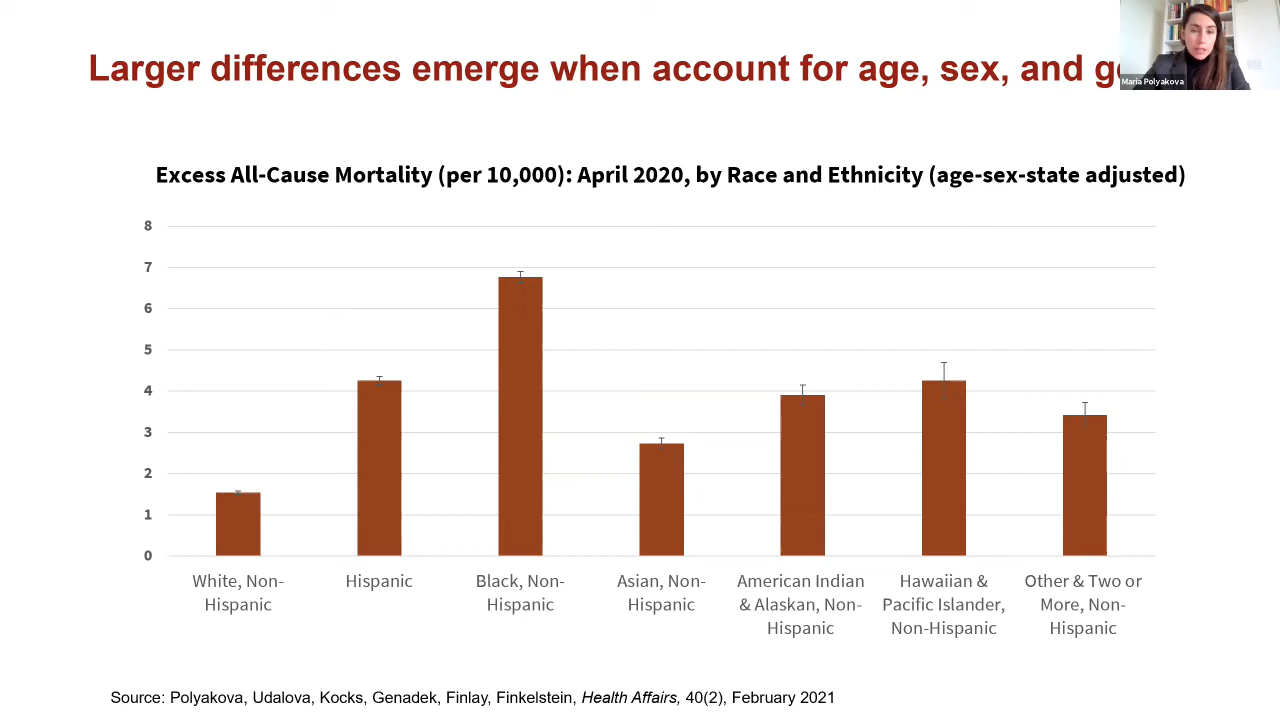 Larger differences emerge when account for age, sex, and
Maria Polyakova
Excess All-Cause Mortality (per 10,000): April 2020, by Race and Ethnicity (age-sex-state adjusted)
8
7
6
5
4
3
2
1
0
White, Non-
Hispanic
Hispanic
Black, Non-
Hispanic
Asian, Non-
Hispanic
American Indian
& Alaskan, Non-
Hispanic
Hawaiian &
Pacific Islander,
Non-Hispanic
Other & Two or
More, Non-
Hispanic
Source: Polyakova, Udalova, Kocks, Genadek, Finlay, Finkelstein, Health Affairs, 40(2), February 2021